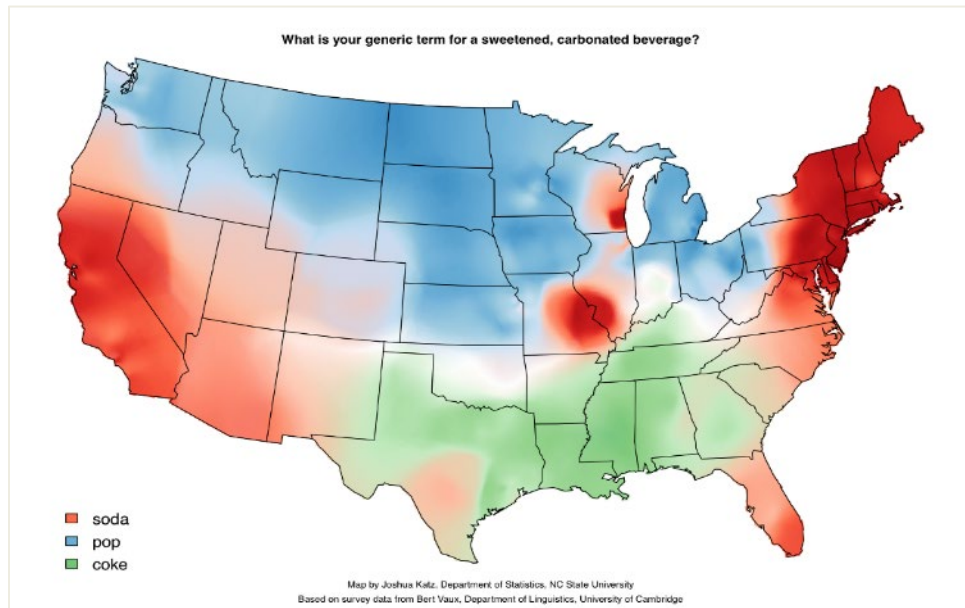 What is your generic term for a sweetened, carbonated beverage?
soda
pop
coke
Map by Joshua Katz, Department of Statistics, NC State University
Based on survey data from Bert Vaux, Department of Linguistics, University of Cambridge